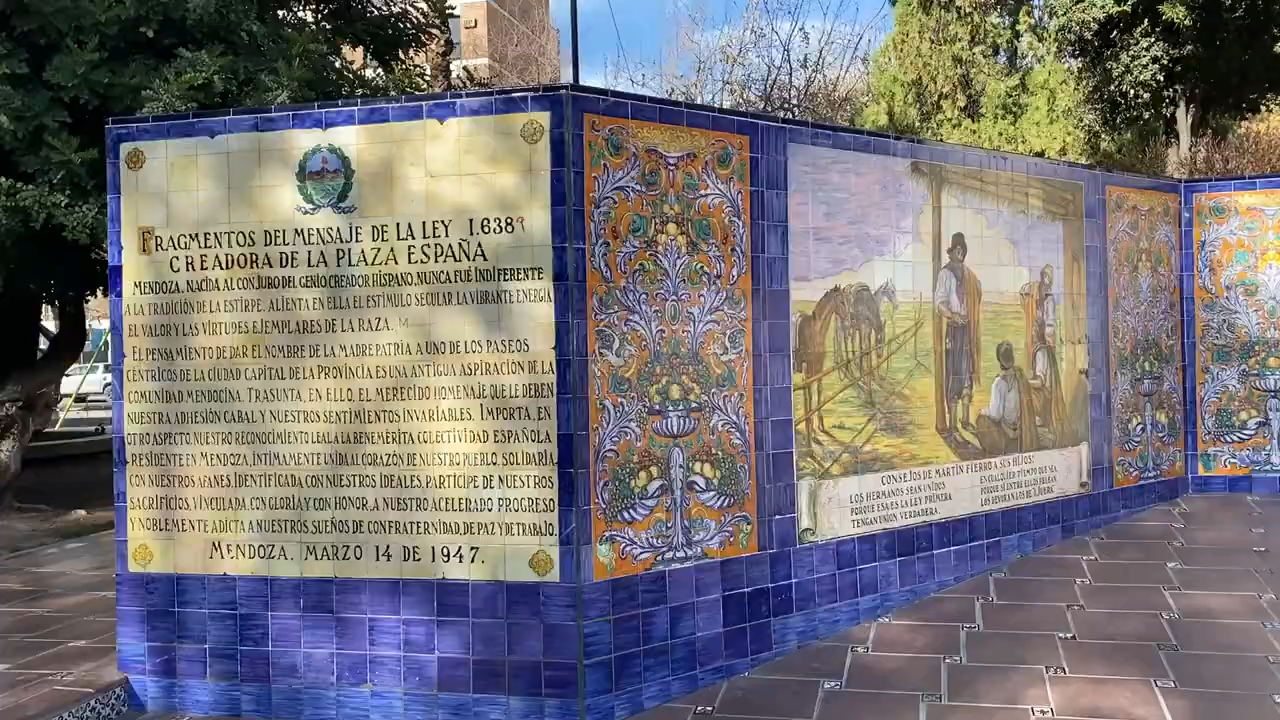 FRAGMENTOS DEL MENSAJE DE LA LEY 1.638
CREADORA DE LA PLAZA ESPAÑA
MENDOZA, NACIDA AL CONJURO DEL GENIO CREADOR HISPANO, NUNCA FUÉ INDIFERENTE
A LA TRADICIÓN DE LA ESTIRPE. ALIENTA EN ELLA EL ESTÍMULO SECULAR, LA VIBRANTE ENERGIA
EL VALOR Y LAS VIRTUDES EJEMPLARES DE LA RAZA.
EL PENSAMIENTO DE DAR EL NOMBRE DE LA MADRE PATRIA A UNO DE LOS PASEOS
CÉNTRICOS DE LA CIUDAD CAPITAL DE LA PROVINCIA ES UNA ANTIGUA ASPIRACIÓN DE LA
COMUNIDAD MENDOCINA. TRASUNTA, EN ELLO, EL MERECIDO HOMENAJE QUE LE DEBEN
NUESTRA ADHESIÓN CABAL Y NUESTROS SENTIMIENTOS INVARIABLES. IMPORTA, EN
OTRO ASPECTO, NUESTRO RECONOCIMIENTO LEAL A LA BENEMÉRITA COLECTIVIDAD ESPAÑOLA
RESIDENTE EN MENDOZA, ÍNTIMAMENTE UNIDA AL CORAZÓN DE NUESTRO PUEBLO, SOLIDARIA
CON NUESTROS AFANES, IDENTIFICADA CON NUESTROS IDEALES, PARTÍCIPE DE NUESTROS
SACRIFICIOS Y ENLAZADA, CON GLORIA Y CON HONOR, A NUESTRO ACELERADO PROGRESO
Y NOBLEMENTE ADICTA A NUESTROS SUEÑOS DE CONFRATERNIDAD, DE PAZ Y DE TRABAJO.
MENDOZA, MARZO 14 DE 1947.
CONSEJOS DE MARTÍN FIERRO A SUS HIJOS:
LOS HERMANOS SEAN UNIDOS
PORQUE ESA ES LA LEY PRIMERA
TENGAN UNIÓN VERDADERA,
EN CUALQUIER TIEMPO QUE SEA,
PORQUE SI ENTRE ELLOS PELEAN
LOS DEVORAN LOS DE AJUERA.